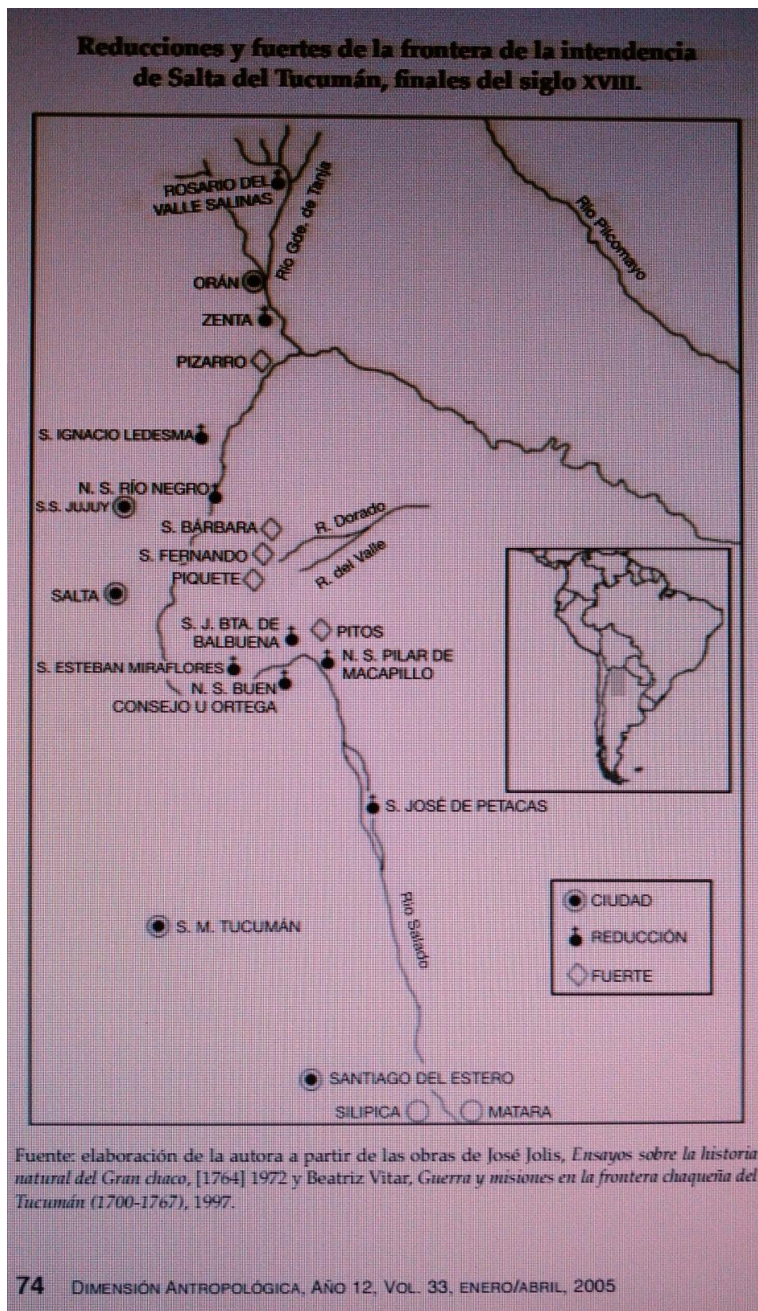 Reducciones y fuertes de la frontera de la intendencia
de Salta del Tucumán, finales del siglo XVIII.
ROSARIO DEL
VALLE SALINAS
Río Gde. de Tarija
Río Pilcomayo
ORÁN
ZENTA
PIZARRO
S. IGNACIO LEDESMA
N. S. RÍO NEGRO
S.S. JUJUY
S. BÁRBARA
R. Dorado
S. FERNANDO
R. del Valle
PIQUETE
SALTA
S. J. BTA. DE
BALBUENA
PITOS
N. S. PILAR DE
MACAPILLO
S. ESTEBAN MIRAFLORES
N. S. BUEN
CONSEJO U ORTEGA
S. JOSÉ DE PETACAS
Río Salado
S. M. TUCUMÁN
CIUDAD
REDUCCIÓN
FUERTE
SANTIAGO DEL ESTERO
SILIPICA
MATARA
Fuente: elaboración de la autora a partir de las obras de José Jolis, Ensayos sobre la historia
natural del Gran chaco, [1764] 1972 y Beatriz Vitar, Guerra y misiones en la frontera chaqueña del
Tucumán (1700-1767), 1997.
74 DIMENSIÓN ANTROPOLÓGICA, AÑO 12, VOL. 33, ENERO/ABRIL, 2005